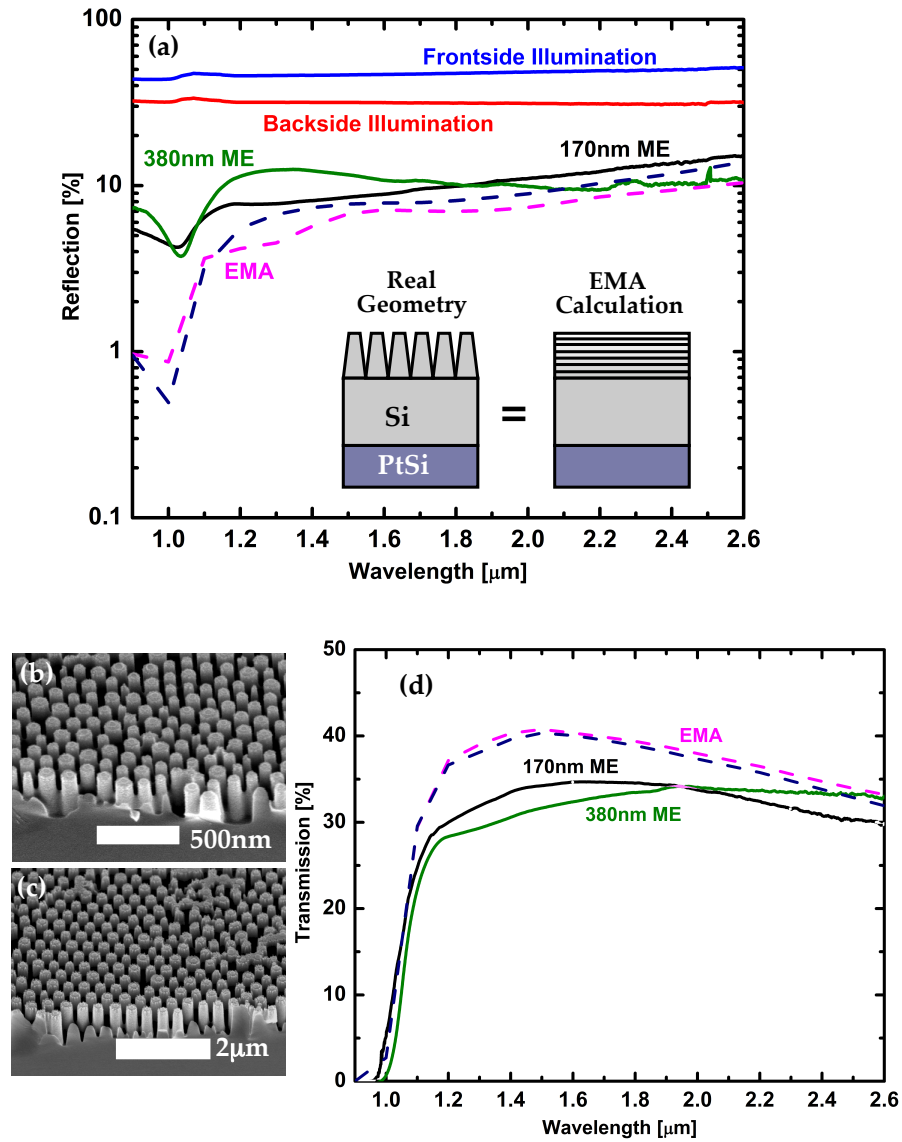 (a)
Frontside Illumination
Backside Illumination
380nm ME
170nm ME
EMA
Real
Geometry
EMA
Calculation
Si
=
PtSi
Reflection [%]
100
10
1
0.1
1.0 1.2 1.4 1.6 1.8 2.0 2.2 2.4 2.6
Wavelength [μm]
(b)
500nm
(c)
2μm
(d)
EMA
170nm ME
380nm ME
Transmission [%]
50
40
30
20
10
0
1.0 1.2 1.4 1.6 1.8 2.0 2.2 2.4 2.6
Wavelength [μm]